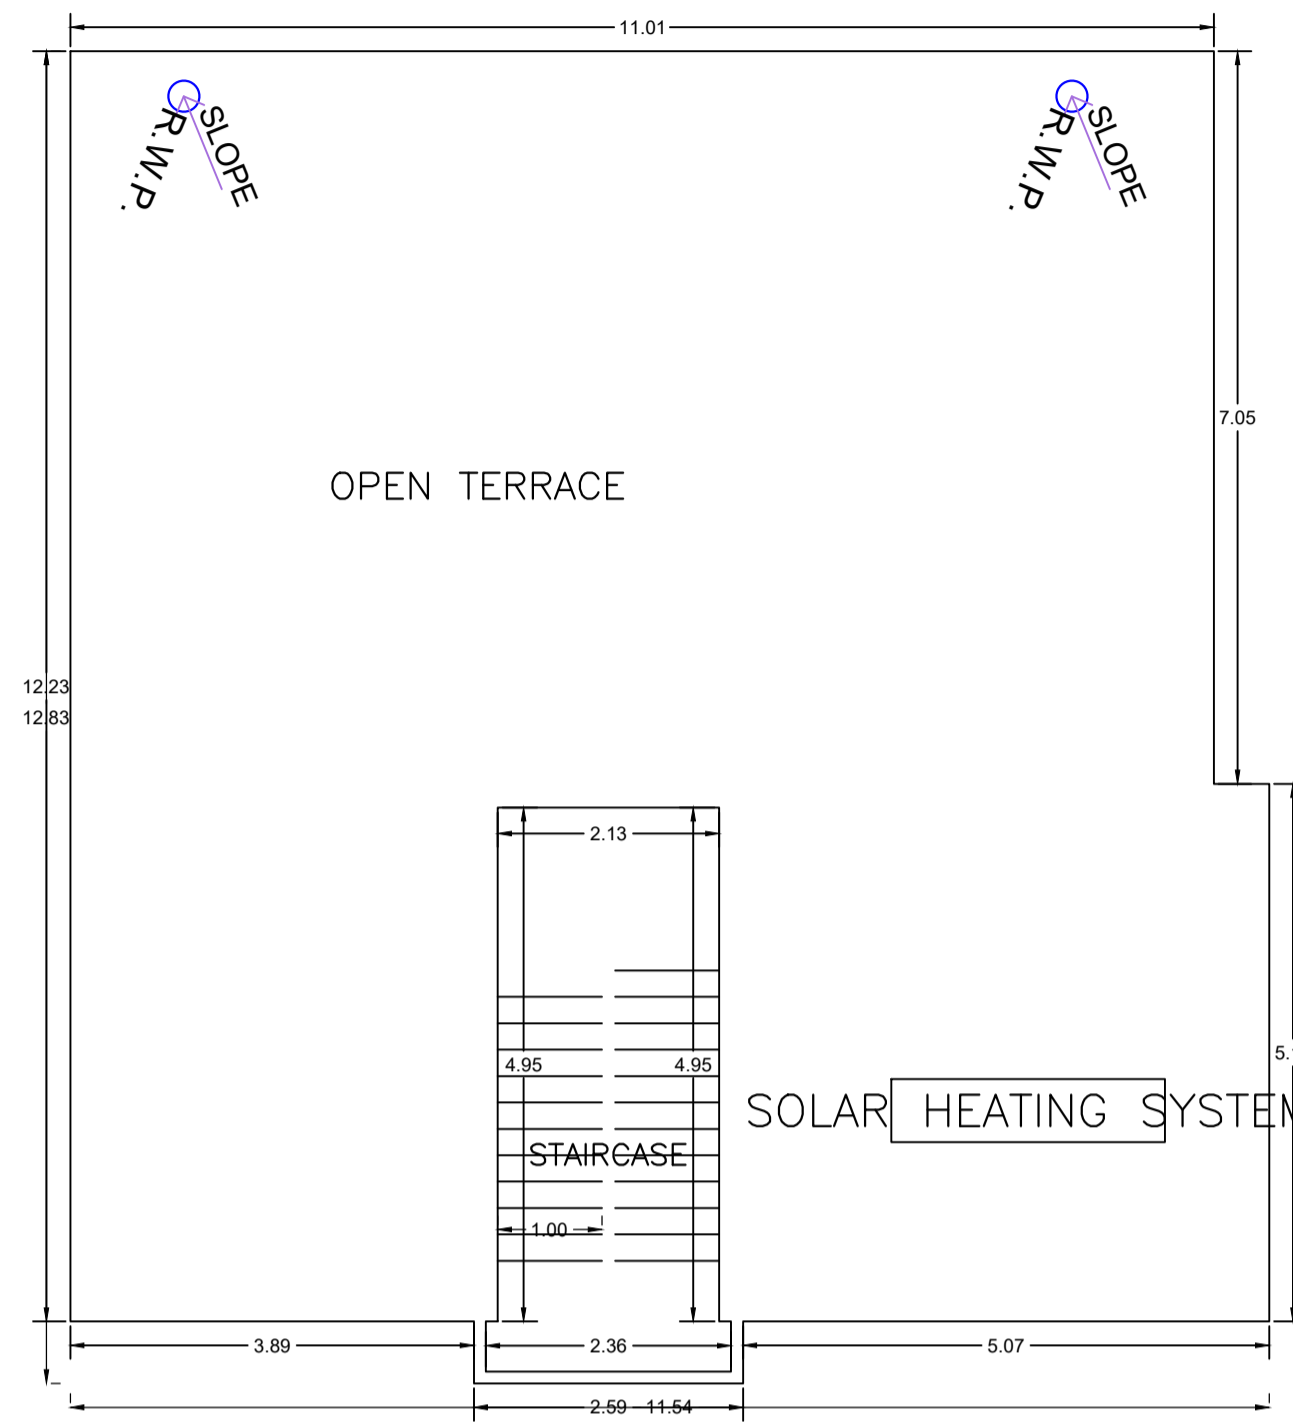 11.01
SLOPE
R.W.P.
SLOPE
R.W.P.
7.05
OPEN TERRACE
12.23
12.83
2.13
4.95
4.95
5.
SOLAR HEATING SYSTEM
STAIRCASE
1.00
3.89
2.36
5.07
2.59
11.54